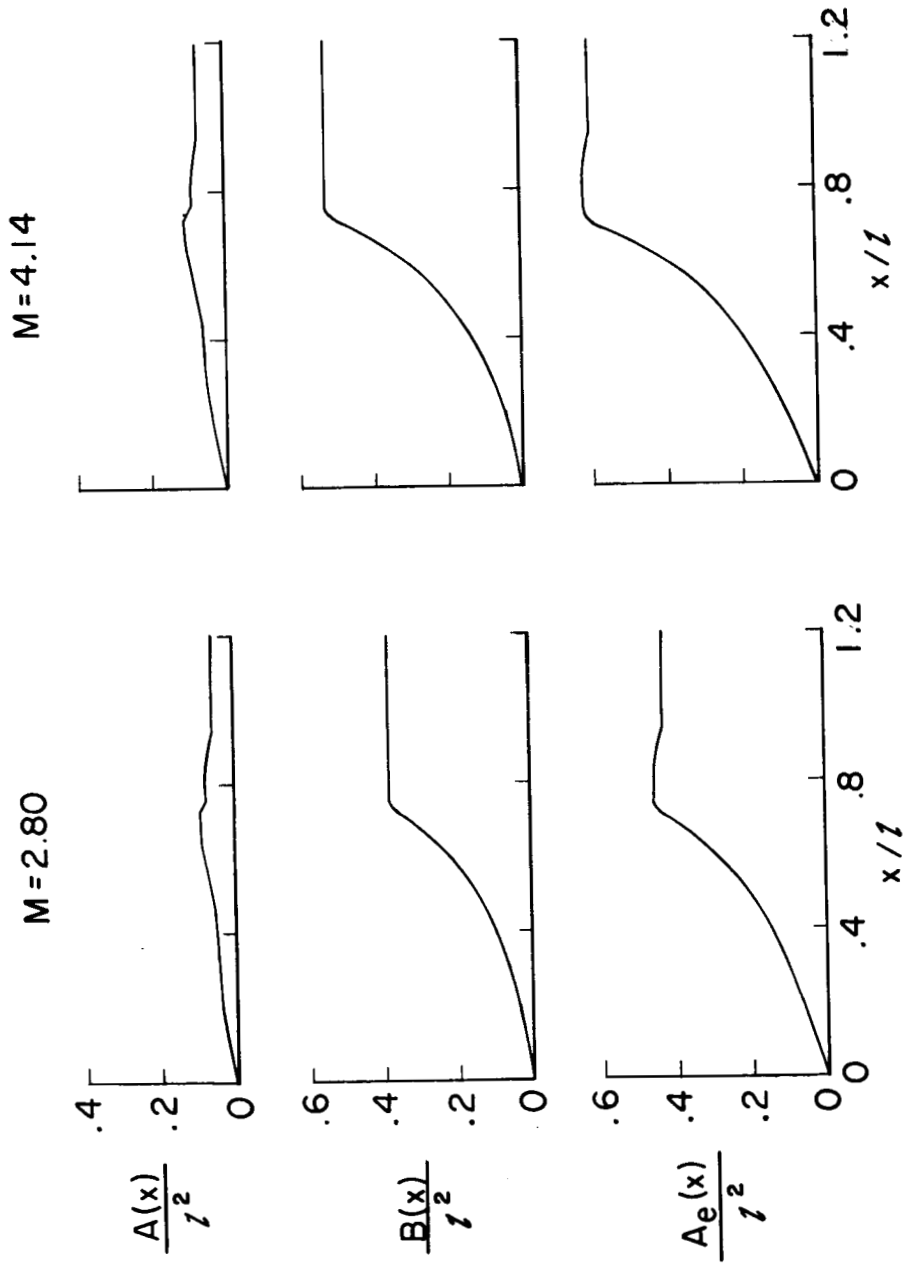 M=2.80
M=4.14
A(x)
l²
.4
.2
0
B(x)
l²
.6
.4
.2
0
Aₑ(x)
l²
.6
.4
.2
0
0
.4
.8
1.2
x/l
0
.4
.8
1.2
x/l